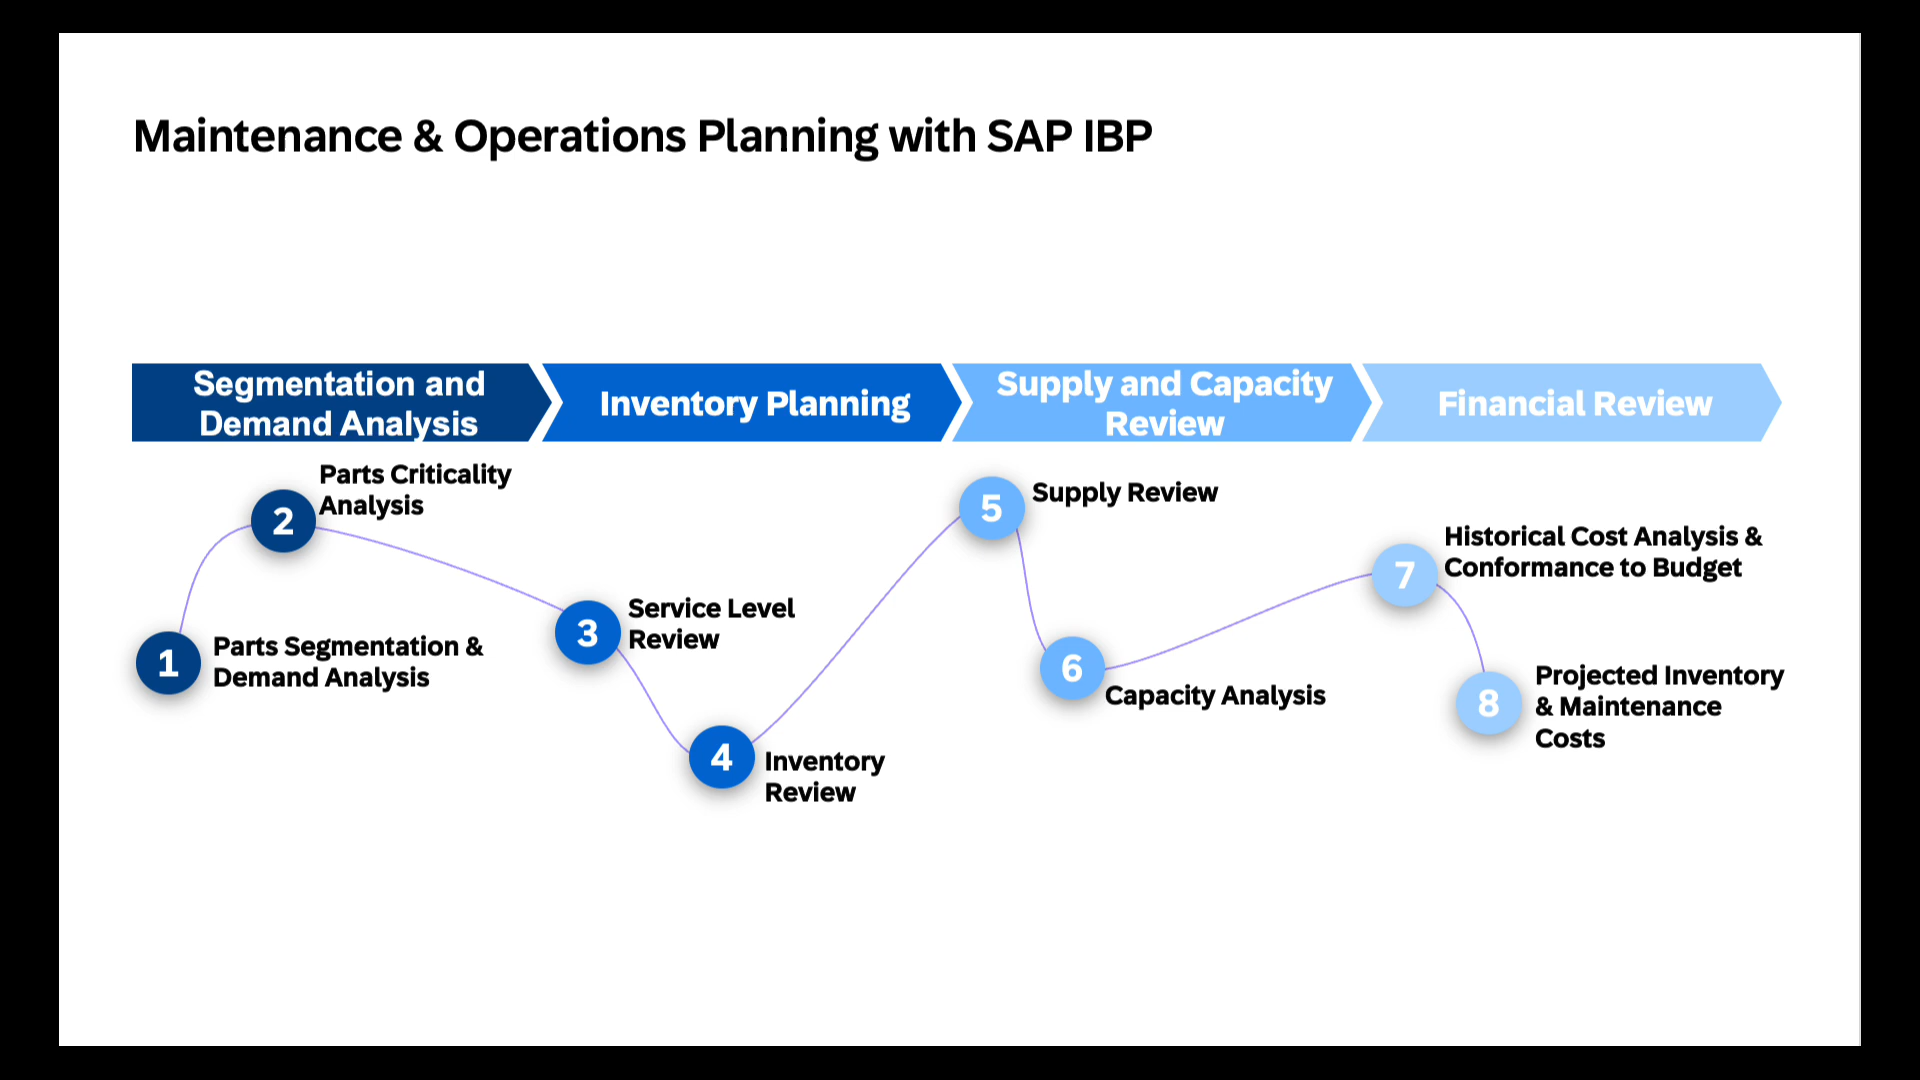 Maintenance & Operations Planning with SAP IBP
Segmentation and
Demand Analysis
Inventory Planning
Supply and Capacity
Review
Financial Review
1
Parts Segmentation &
Demand Analysis
2
Parts Criticality
Analysis
3
Service Level
Review
4
Inventory
Review
5
Supply Review
6
Capacity Analysis
7
Historical Cost Analysis &
Conformance to Budget
8
Projected Inventory
& Maintenance
Costs